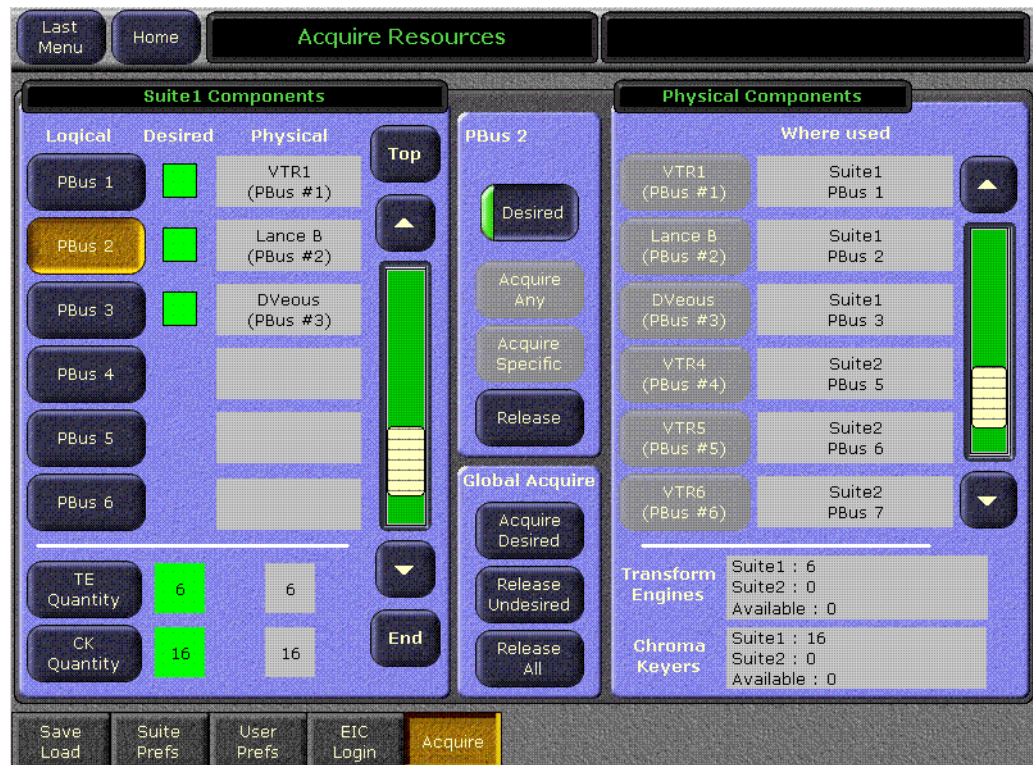 Last
Menu
Home
Acquire Resources
Suite1 Components
Logical Desired Physical
PBus 1
VTR1
(PBus #1)
PBus 2
Lance B
(PBus #2)
PBus 3
DVeous
(PBus #3)
PBus 4
PBus 5
PBus 6
TE
Quantity
6
6
CK
Quantity
16
16
Top
End
PBus 2
Desired
Acquire
Any
Acquire
Specific
Release
Global Acquire
Acquire
Desired
Release
Undesired
Release
All
Physical Components
Where used
VTR1
(PBus #1)
Suite1
PBus 1
Lance B
(PBus #2)
Suite1
PBus 2
DVeous
(PBus #3)
Suite1
PBus 3
VTR4
(PBus #4)
Suite2
PBus 5
VTR5
(PBus #5)
Suite2
PBus 6
VTR6
(PBus #6)
Suite2
PBus 7
Transform
Engines
Suite1 : 6
Suite2 : 0
Available : 0
Chroma
Keyers
Suite1 : 16
Suite2 : 0
Available : 0
Save
Load
Suite
Prefs
User
Prefs
EIC
Login
Acquire